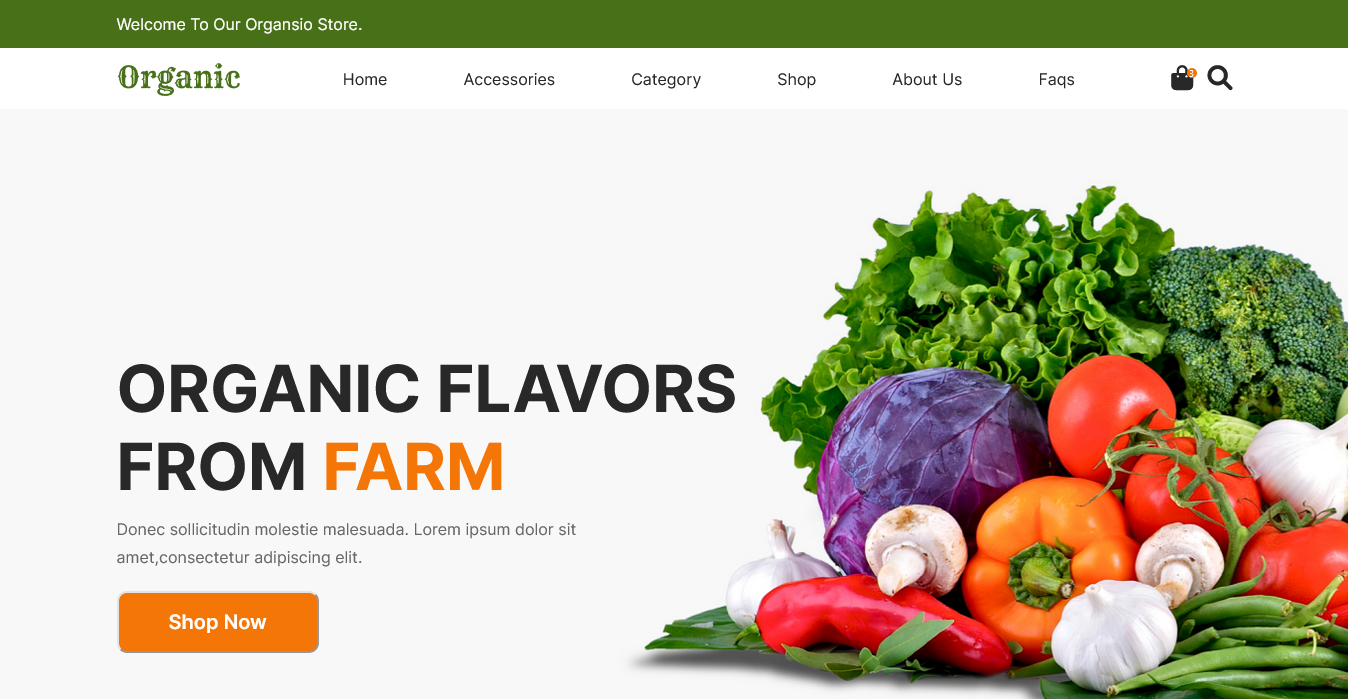 Welcome To Our Organsio Store.
Organic
Home Accessories Category Shop About Us Faqs
3
ORGANIC FLAVORS
FROM FARM
Donec sollicitudin molestie malesuada. Lorem ipsum dolor sit
amet,consectetur adipiscing elit.
Shop Now